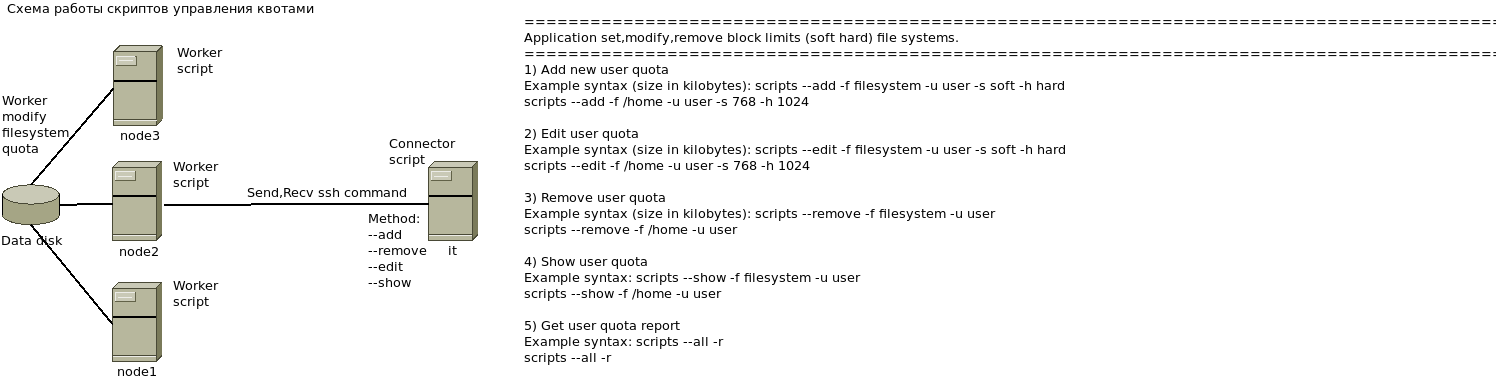 Схема работы скриптов управления квотами
Worker
script
Worker
modify
filesystem
quota
node3
Worker
script
Data disk
node2
Send,Recv ssh command
Connector
script
Method:
--add
--remove
--edit
--show
it
Worker
script
node1
==========================================================================================
Application set,modify,remove block limits (soft hard) file systems.
==========================================================================================
1) Add new user quota
Example syntax (size in kilobytes): scripts --add -f filesystem -u user -s soft -h hard
scripts --add -f /home -u user -s 768 -h 1024
2) Edit user quota
Example syntax (size in kilobytes): scripts --edit -f filesystem -u user -s soft -h hard
scripts --edit -f /home -u user -s 768 -h 1024
3) Remove user quota
Example syntax (size in kilobytes): scripts --remove -f filesystem -u user
scripts --remove -f /home -u user
4) Show user quota
Example syntax: scripts --show -f filesystem -u user
scripts --show -f /home -u user
5) Get user quota report
Example syntax: scripts --all -r
scripts --all -r